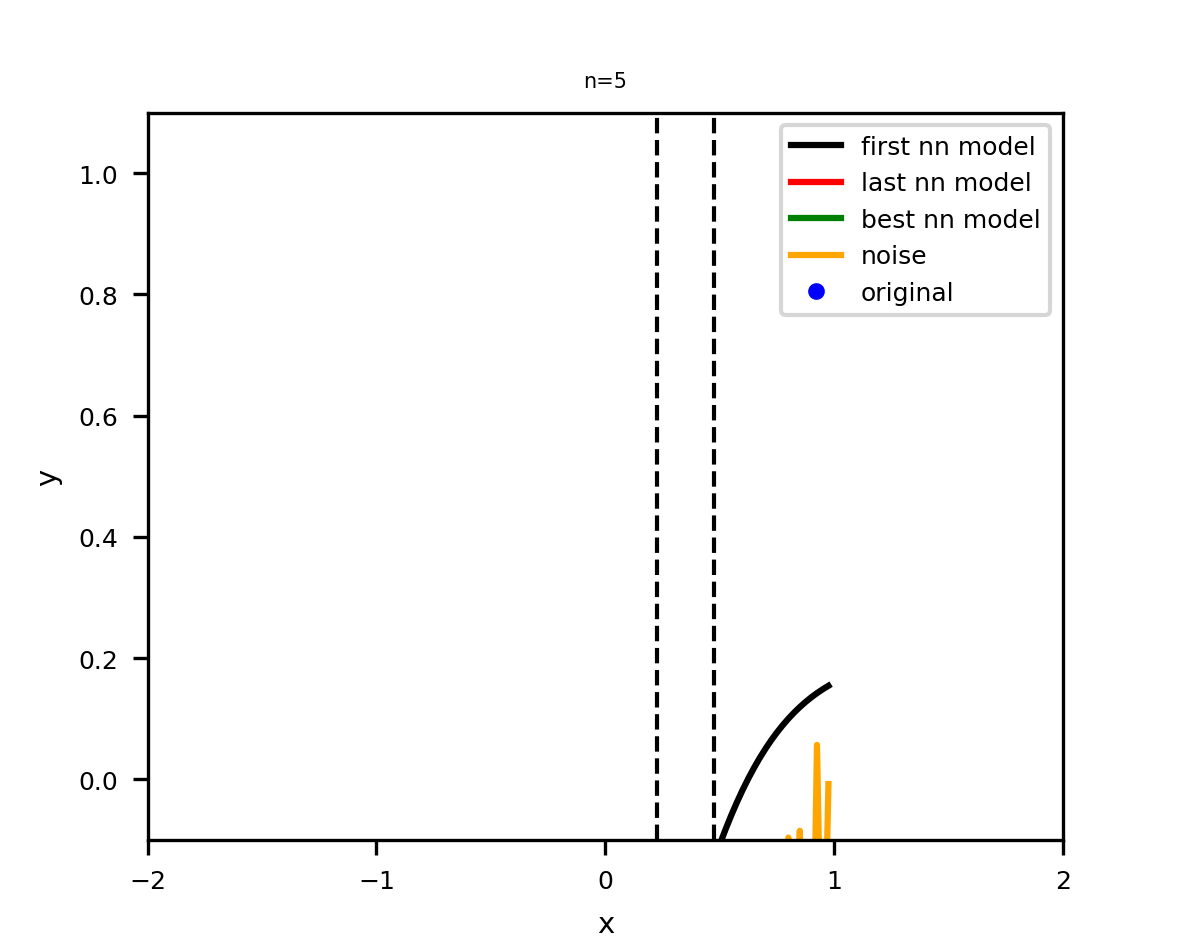 n=5
first nn model
last nn model
best nn model
noise
original
1.0
0.8
0.6
0.4
0.2
0.0
y
−2
−1
0
1
2
x